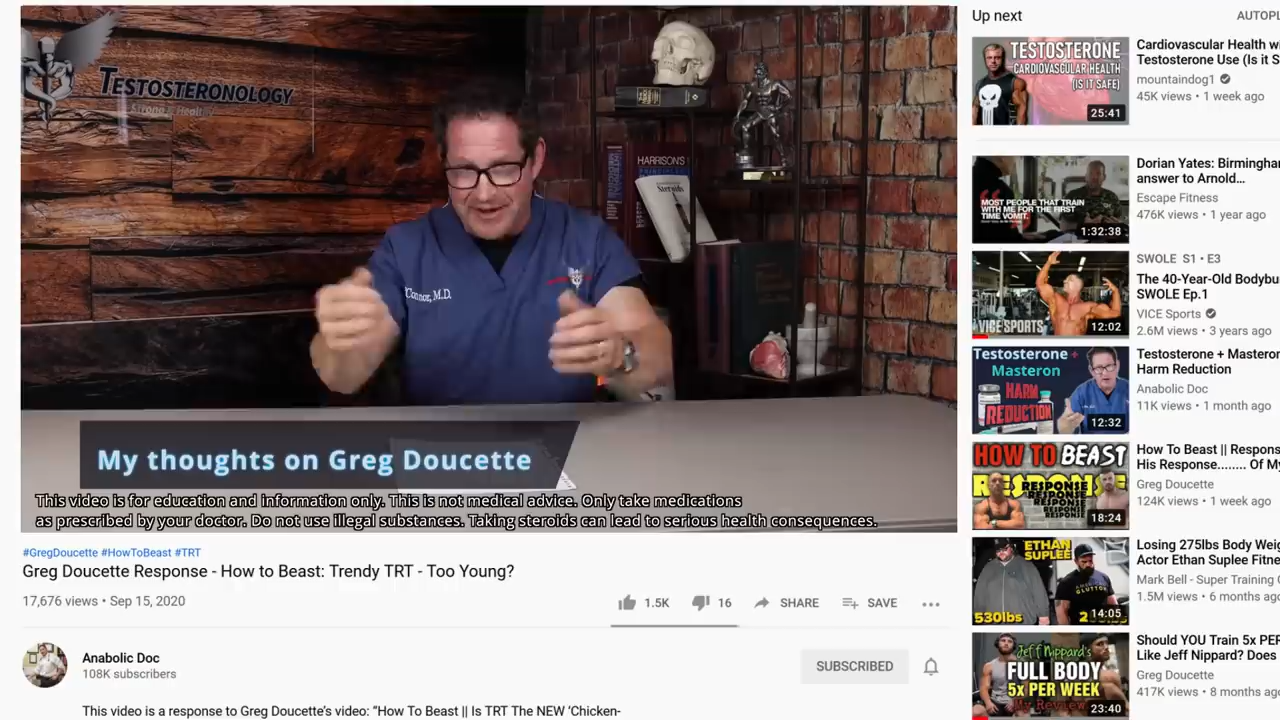 TESTOSTERONOLOGY
Strong & Healthy
HARRISON'S
Steroids
'Connor, M.D.
My thoughts on Greg Doucette
This video is for education and information only. This is not medical advice. Only take medications
as prescribed by your doctor. Do not use illegal substances. Taking steroids can lead to serious health consequences.
#GregDoucette #HowToBeast #TRT
Greg Doucette Response - How to Beast: Trendy TRT - Too Young?
17,676 views • Sep 15, 2020
1.5K
16
SHARE
SAVE
Anabolic Doc
108K subscribers
SUBSCRIBED
This video is a response to Greg Doucette's video: "How To Beast || Is TRT The NEW 'Chicken-
Up next
AUTOPL
TESTOSTERONE
CARDIOVASCULAR HEALTH
(IS IT SAFE)
25:41
Cardiovascular Health w
Testosterone Use (Is it S
mountaindog1
45K views • 1 week ago
MOST PEOPLE THAT TRAIN
WITH ME FOR THE FIRST
TIME VOMIT.
1:32:38
Dorian Yates: Birmingha
answer to Arnold...
Escape Fitness
476K views • 1 year ago
VICE SPORTS
12:02
SWOLE S1 • E3
The 40-Year-Old Bodybu
SWOLE Ep.1
VICE Sports
2.6M views • 3 years ago
Testosterone +
Masteron
HARM
REDUCTION
12:32
Testosterone + Masteron
Harm Reduction
Anabolic Doc
11K views • 1 month ago
HOW TO BEAST
RESPONSE
RESPONSE
RESPONSE
RESPONSE
18:24
How To Beast || Respons
His Response........ Of My
Greg Doucette
124K views • 1 week ago
ETHAN
SUPLEE
530lbs
14:05
Losing 275lbs Body Weig
Actor Ethan Suplee Fitne
Mark Bell - Super Training G
1.5M views • 6 months ago
Jeff Nippard's
FULL BODY
5X PER WEEK
My Review
23:40
Should YOU Train 5x PER
Like Jeff Nippard? Does
Greg Doucette
417K views • 8 months ago